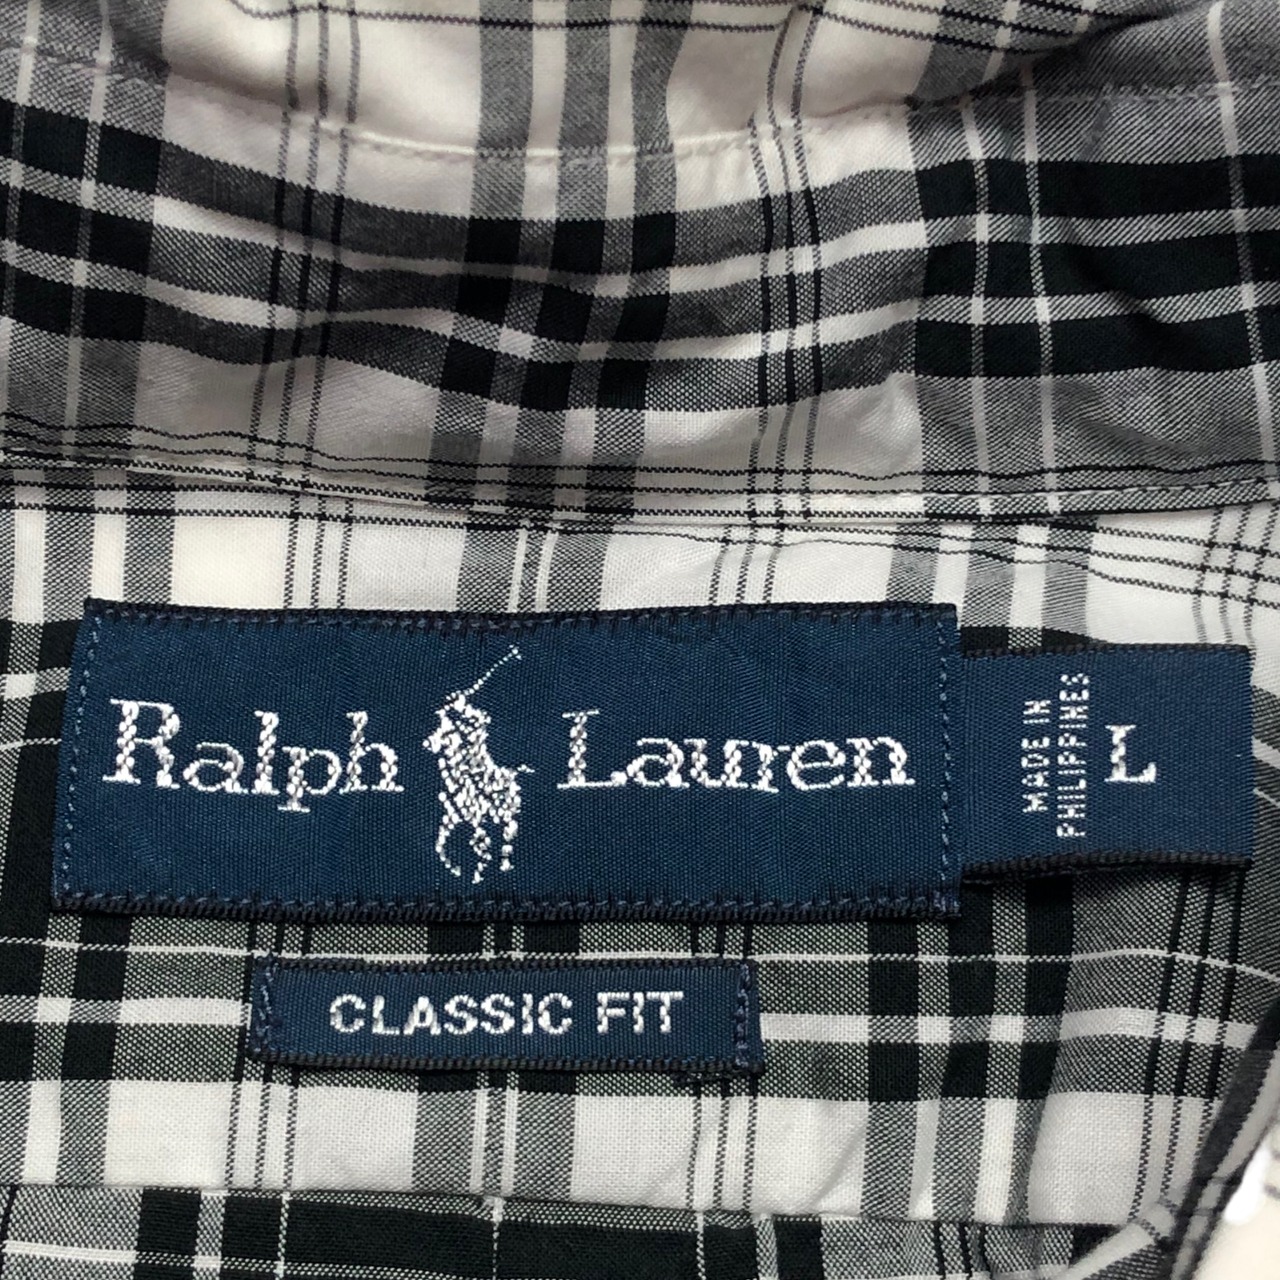 Ralph Lauren
MADE IN
PHILIPPINES
L
CLASSIC FIT